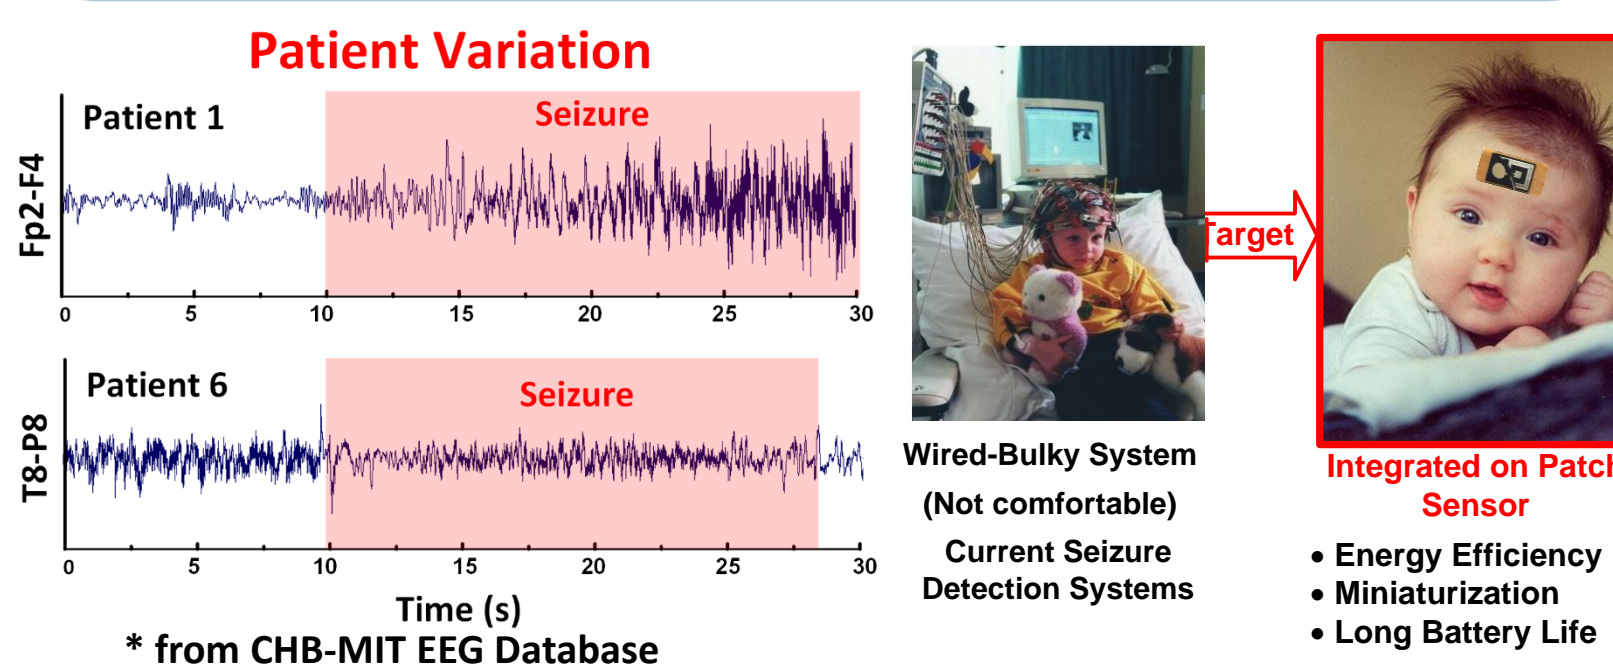 Patient Variation
Patient 1
Seizure
Fp2-F4
0 5 10 15 20 25 30
Patient 6
Seizure
T8-P8
0 5 10 15 20 25 30
Time (s)
* from CHB-MIT EEG Database
Wired-Bulky System
(Not comfortable)
Current Seizure
Detection Systems
Target
Integrated on Patch
Sensor
• Energy Efficiency
• Miniaturization
• Long Battery Life